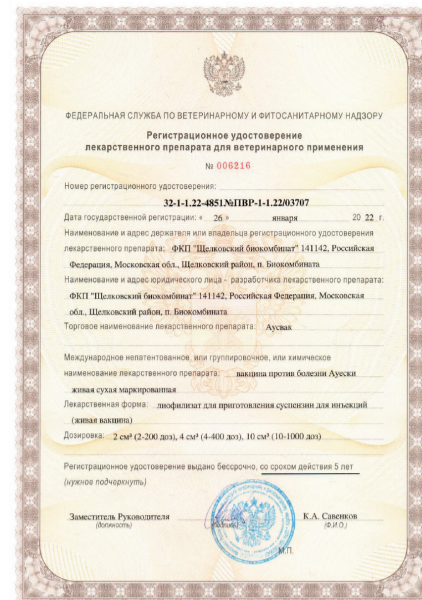 ФЕДЕРАЛЬНАЯ СЛУЖБА ПО ВЕТЕРИНАРНОМУ И ФИТОСАНИТАРНОМУ НАДЗОРУ
Регистрационное удостоверение
лекарственного препарата для ветеринарного применения
№ 006216
Номер регистрационного удостоверения:
32-1-1.22-4851№ПВР-1-1.22/03707
Дата государственной регистрации: « 26 » января 20 22 г.
Наименование и адрес держателя или владельца регистрационного удостоверения
лекарственного препарата: ФКП "Щелковский биокомбинат" 141142, Российская
Федерация, Московская обл., Щелковский район, п. Биокомбината
Наименование и адрес юридического лица - разработчика лекарственного препарата:
ФКП "Щелковский биокомбинат" 141142, Российская Федерация, Московская
обл., Щелковский район, п. Биокомбината
Торговое наименование лекарственного препарата: Аусвак
Международное непатентованное, или группировочное, или химическое
наименование лекарственного препарата: вакцина против болезни Ауески
живая сухая маркированная
Лекарственная форма: лиофилизат для приготовления суспензии для инъекций
(живая вакцина)
Дозировка: 2 см³ (2-200 доз), 4 см³ (4-400 доз), 10 см³ (10-1000 доз)
Регистрационное удостоверение выдано бессрочно, со сроком действия 5 лет
(нужное подчеркнуть)
Заместитель Руководителя К.А. Савенков
(должность) (подпись) (Ф.И.О.)
М.П.